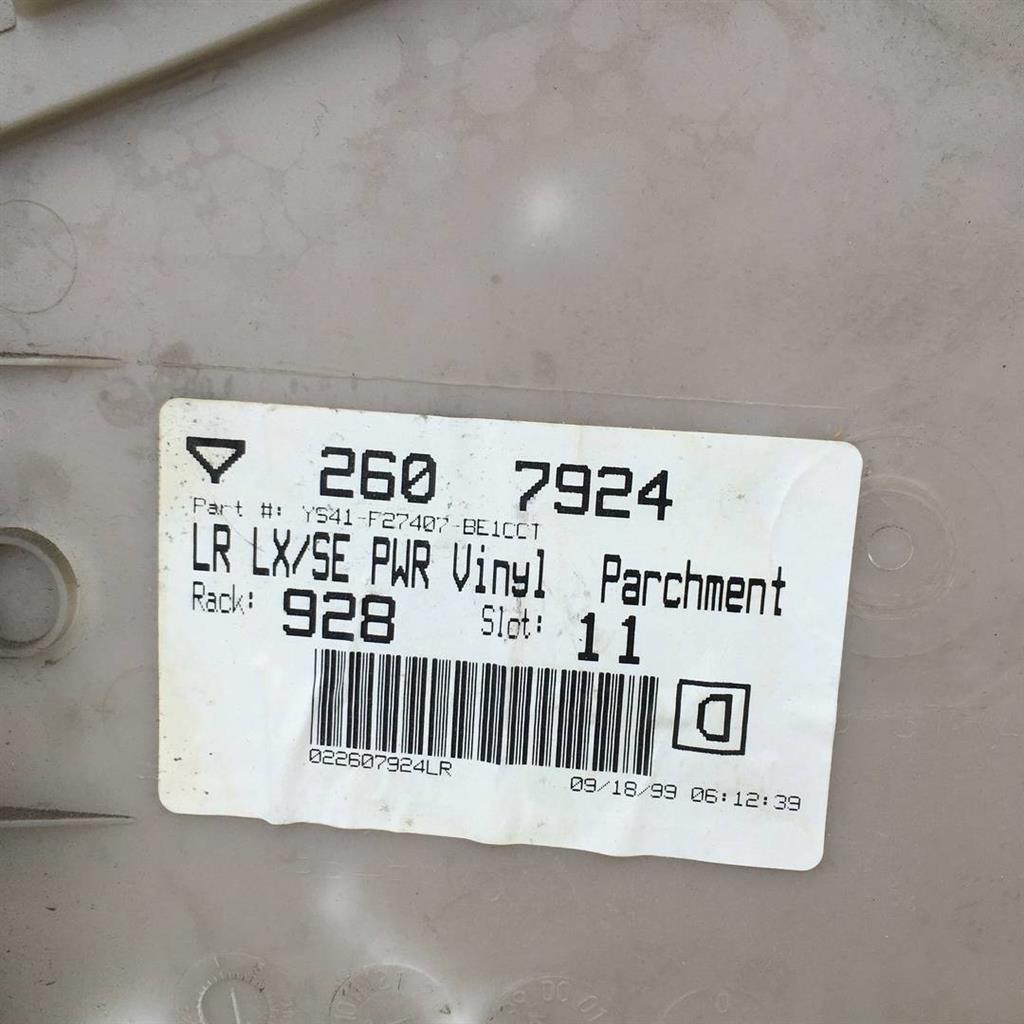 260 7924
Part #: YS41-F27407-BE1CCT
LR LX/SE PWR Vinyl Parchment
Rack: 928 Slot: 11
D
022607924LR
09/18/99 06:12:39